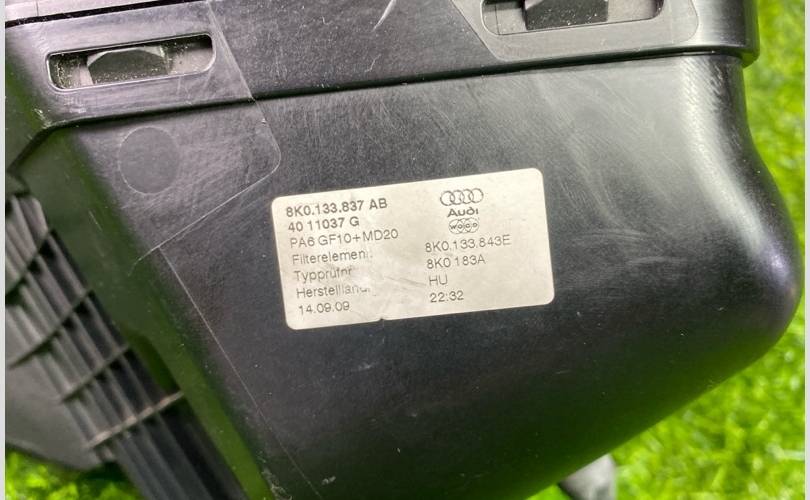 8K0.133.837 AB
40 11037 G
PA6 GF10+MD20
Audi
WOCO
Filterelement 8K0.133.843E
Typprüfnr 8K0 183A
Herstelland. HU
14.09.09 22:32